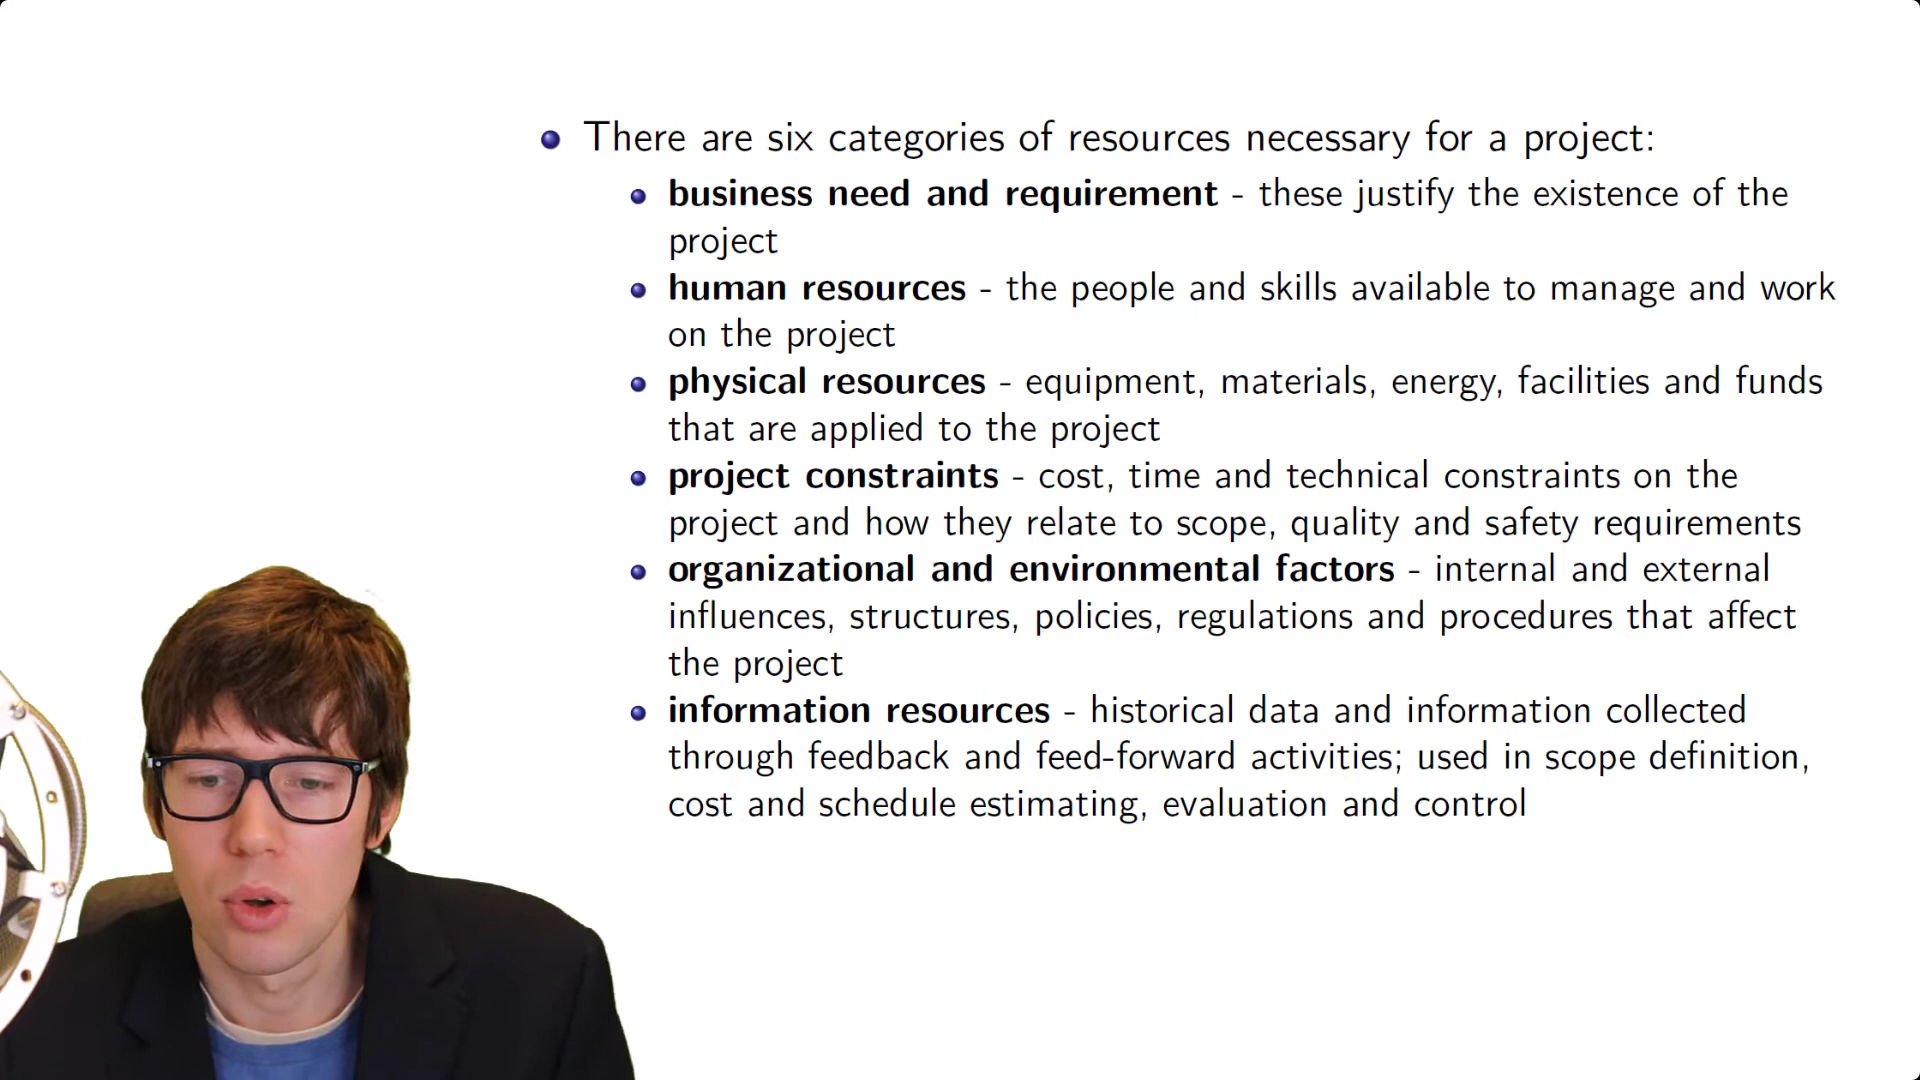 There are six categories of resources necessary for a project:
business need and requirement - these justify the existence of the
project
human resources - the people and skills available to manage and work
on the project
physical resources - equipment, materials, energy, facilities and funds
that are applied to the project
project constraints - cost, time and technical constraints on the
project and how they relate to scope, quality and safety requirements
organizational and environmental factors - internal and external
influences, structures, policies, regulations and procedures that affect
the project
information resources - historical data and information collected
through feedback and feed-forward activities; used in scope definition,
cost and schedule estimating, evaluation and control